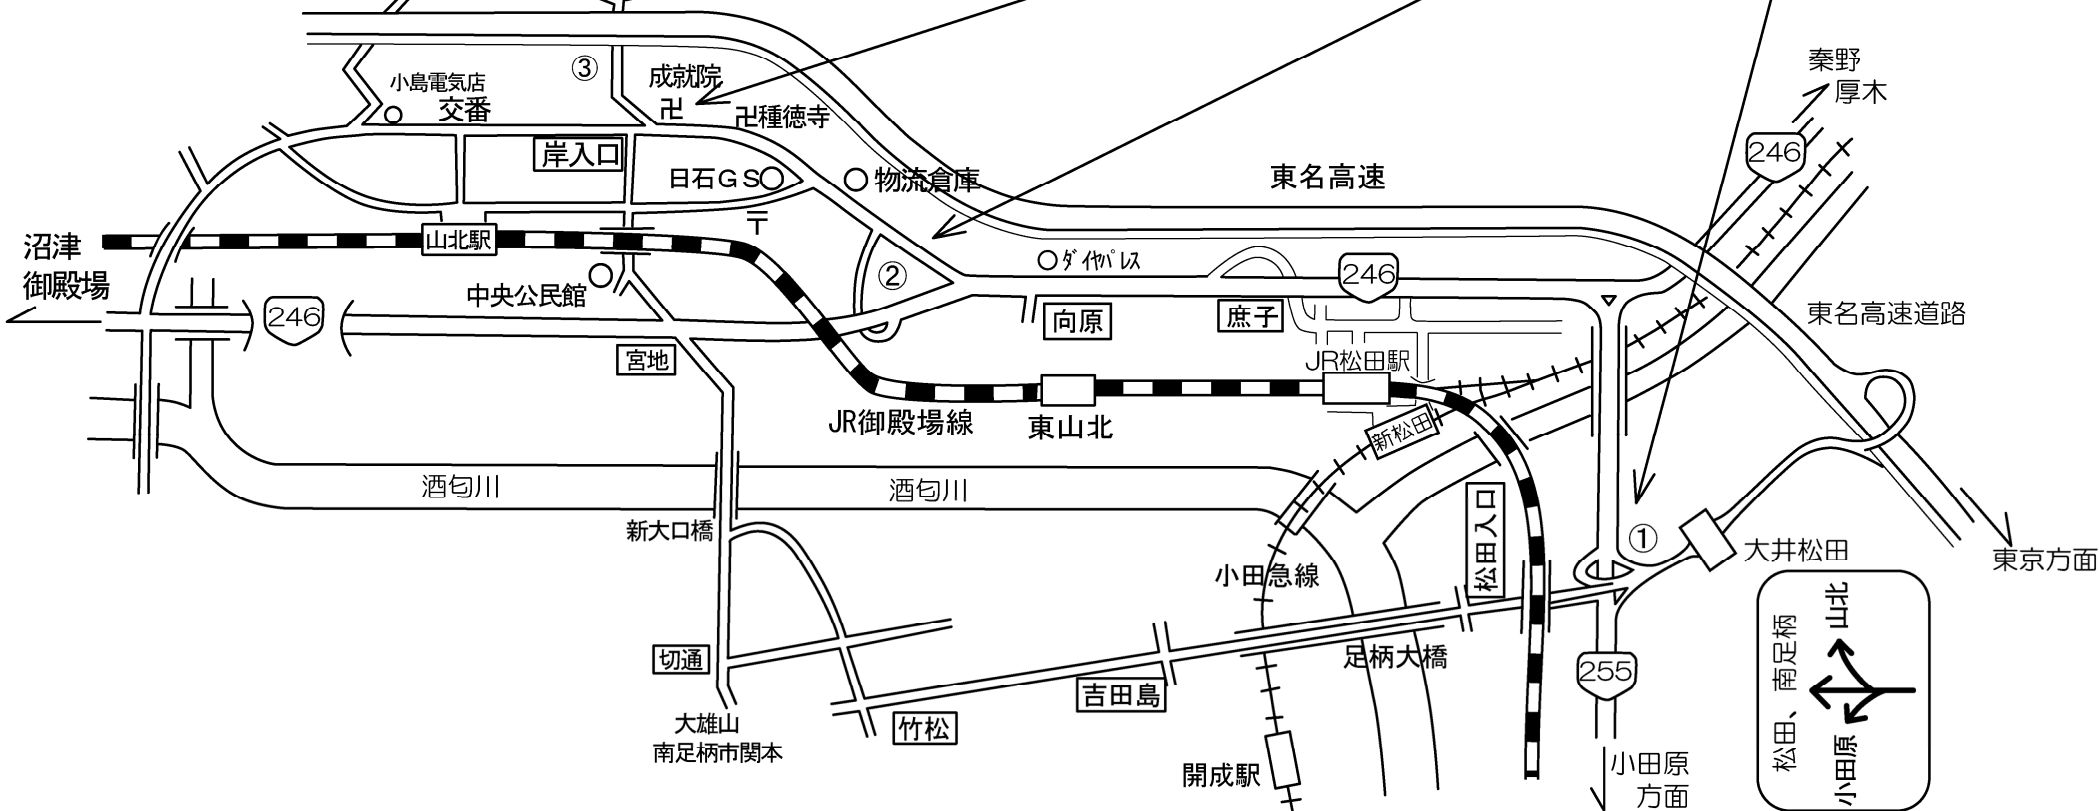 ③
成就院
卍
小島電気店
交番
卍種徳寺
岸入口
日石GS
物流倉庫
〒
東名高速
秦野
厚木
246
沼津
御殿場
山北駅
中央公民館
②
ダイヤパレス
246
246
向原
庶子
東名高速道路
宮地
JR松田駅
JR御殿場線
東山北
新松田
酒匂川
酒匂川
新大口橋
松田入口
①
大井松田
東京方面
小田急線
切通
足柄大橋
255
吉田島
竹松
大雄山
南足柄市関本
開成駅
小田原
方面
山北
松田、南足柄
小田原